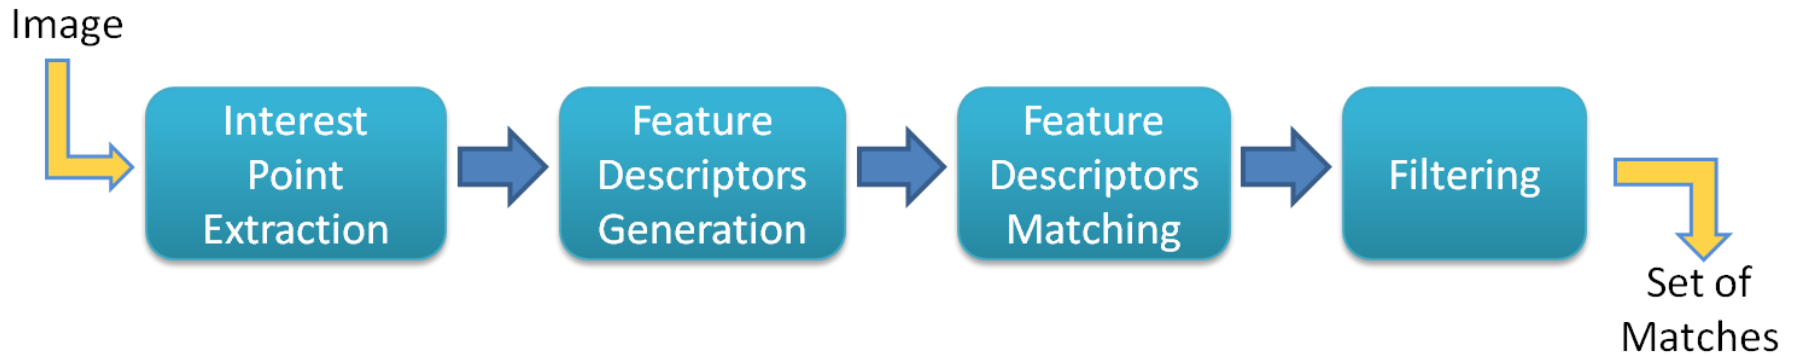 Image
Interest
Point
Extraction
Feature
Descriptors
Generation
Feature
Descriptors
Matching
Filtering
Set of
Matches